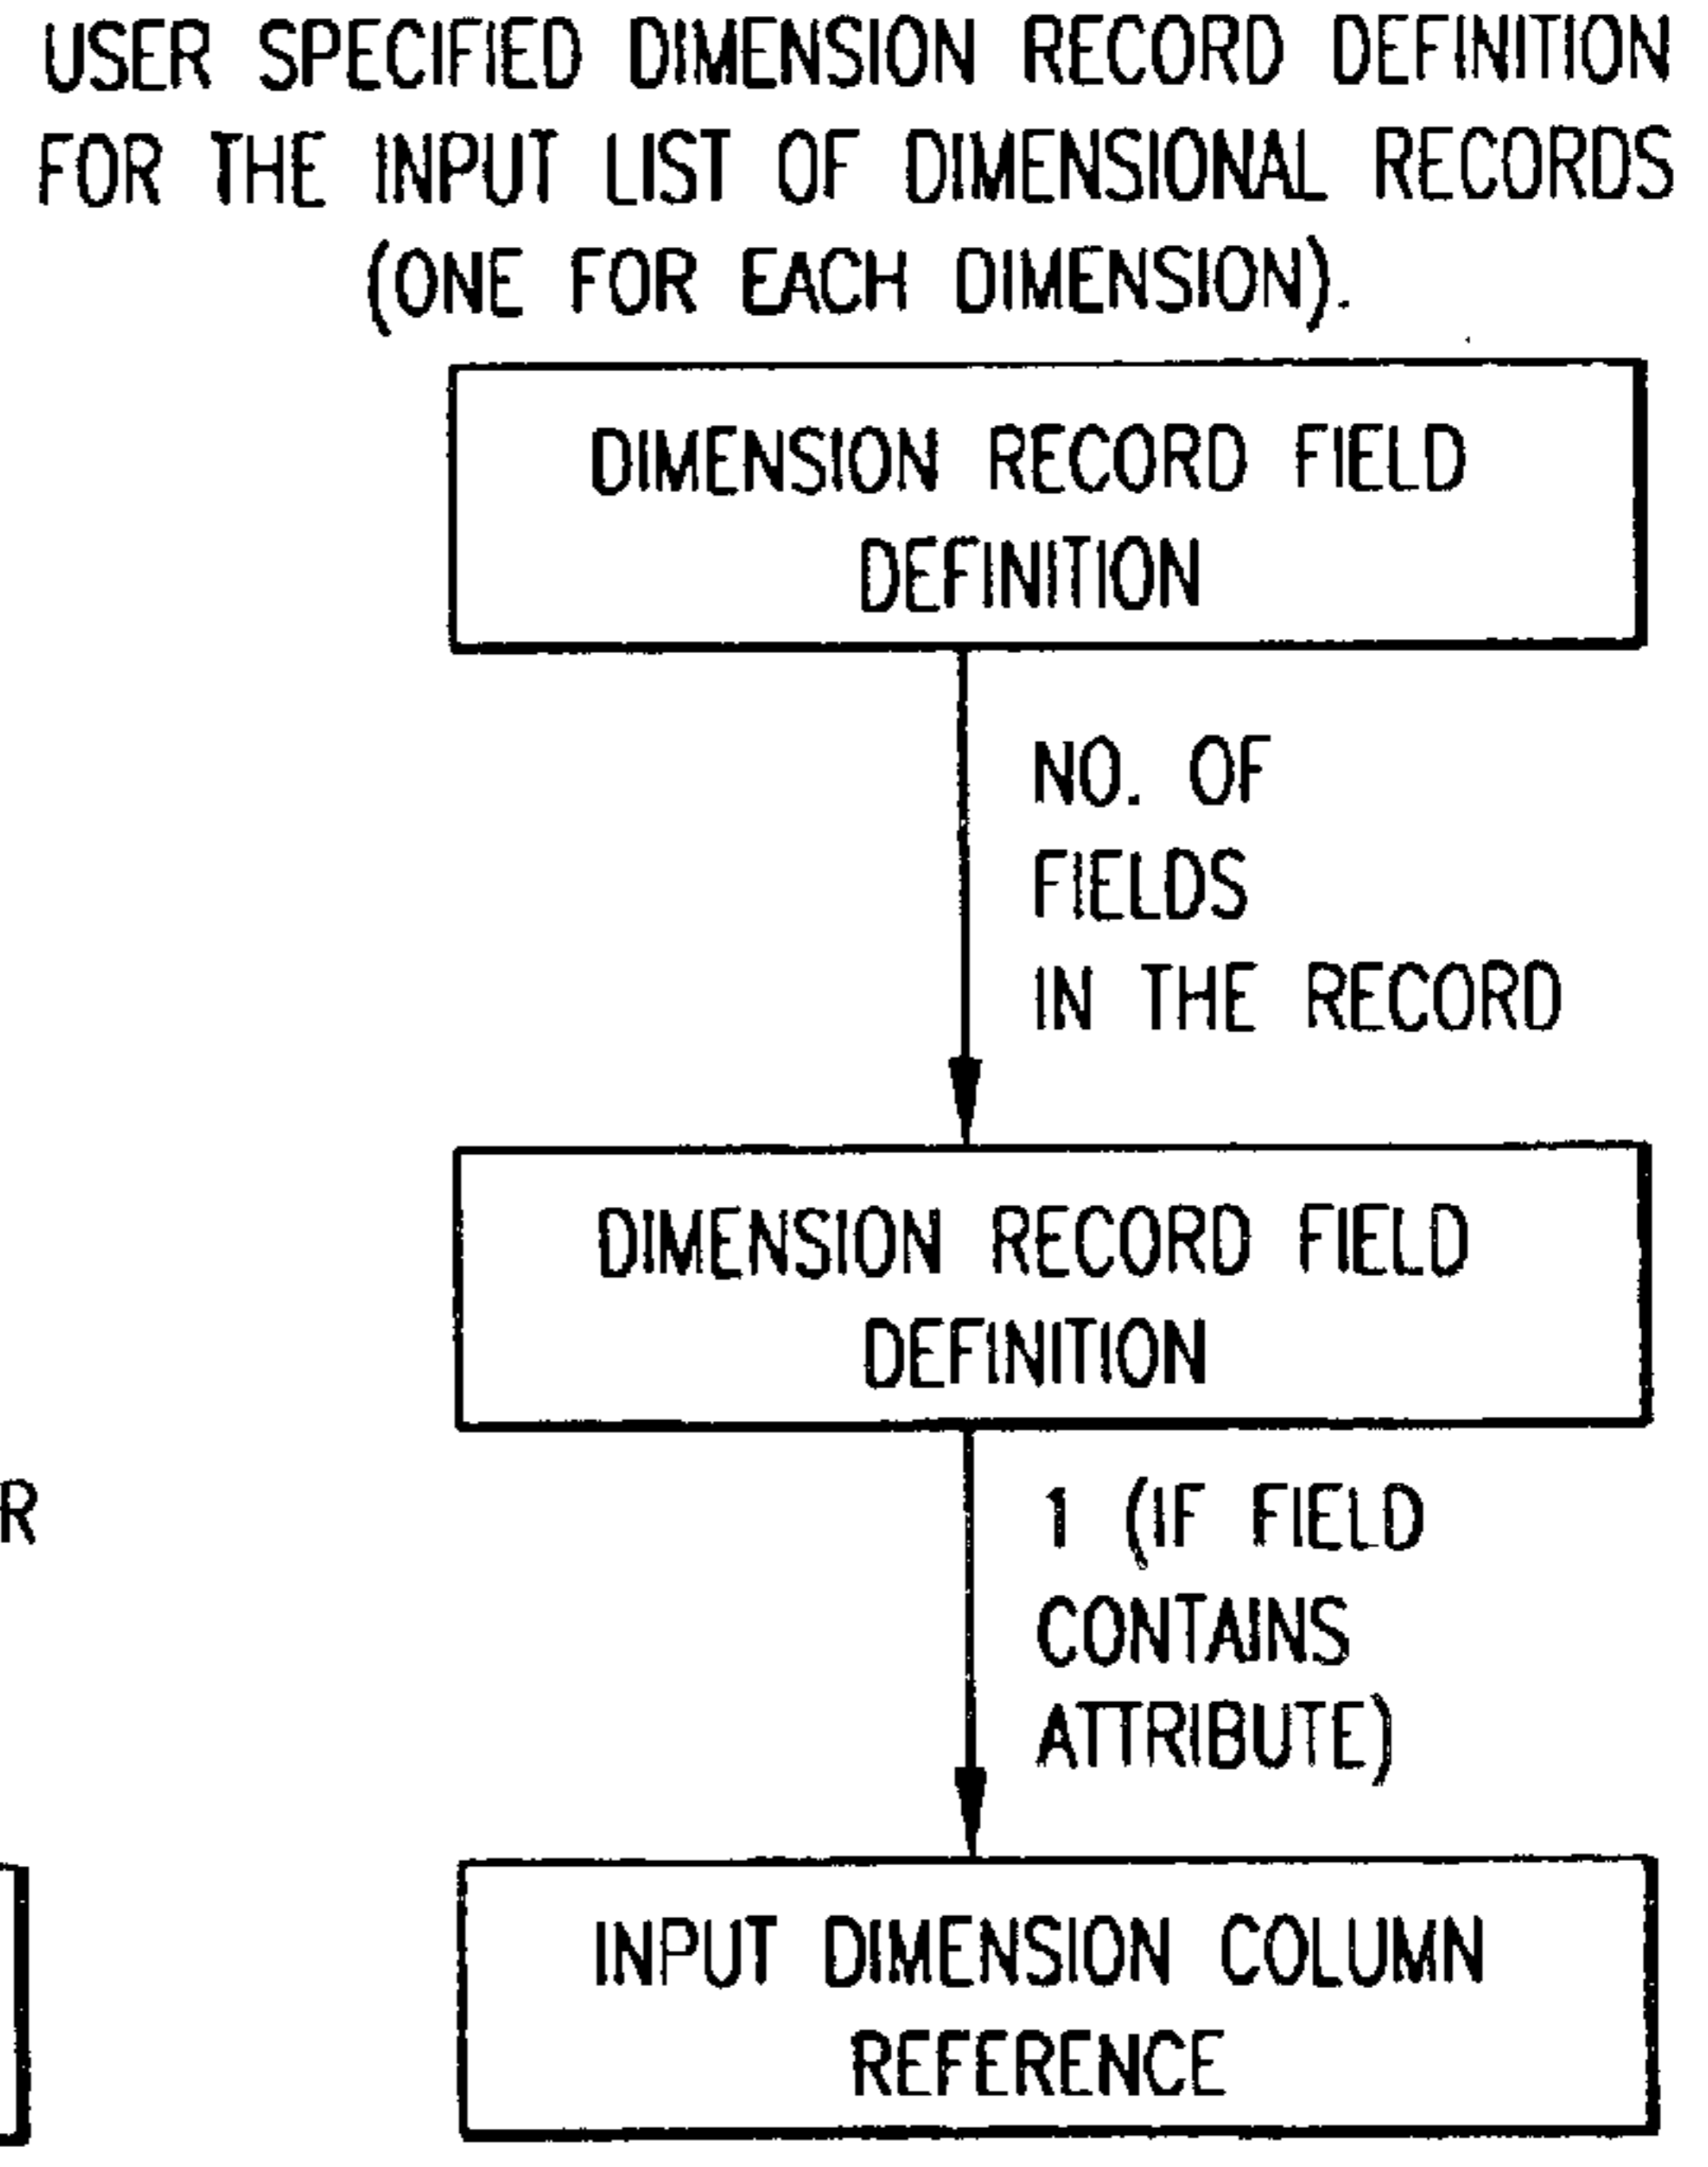 USER SPECIFIED DIMENSION RECORD DEFINITION
FOR THE INPUT LIST OF DIMENSIONAL RECORDS
(ONE FOR EACH DIMENSION).
DIMENSION RECORD FIELD
DEFINITION
NO. OF
FIELDS
IN THE RECORD
DIMENSION RECORD FIELD
DEFINITION
R
1 (IF FIELD
CONTAINS
ATTRIBUTE)
INPUT DIMENSION COLUMN
REFERENCE